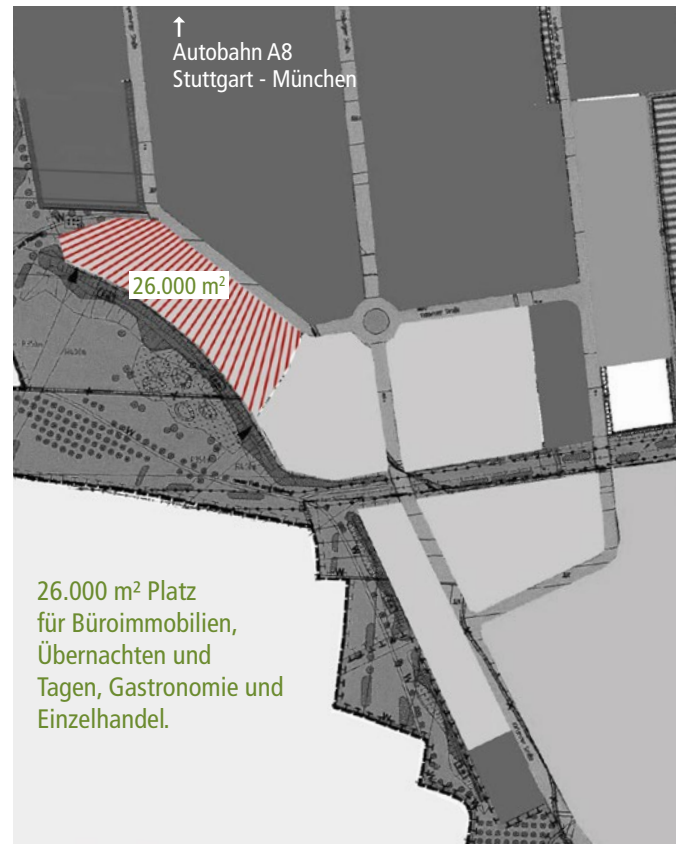 ↑
Autobahn A8
Stuttgart - München
26.000 m²
26.000 m² Platz
für Büroimmobilien,
Übernachten und
Tagen, Gastronomie und
Einzelhandel.